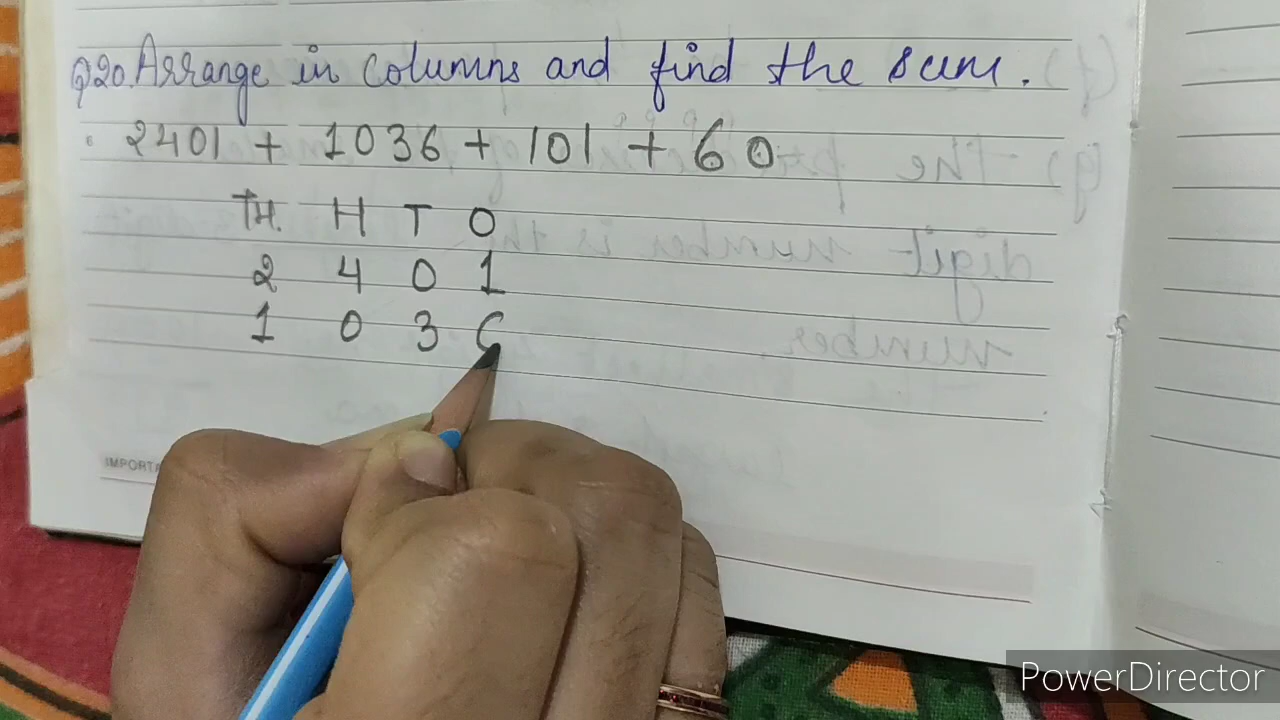 Q20. Arrange in columns and find the sum.
2401 + 1036 + 101 + 60
TH. H T O
2 4 0 1
1 0 3 6
IMPORTA
PowerDirector